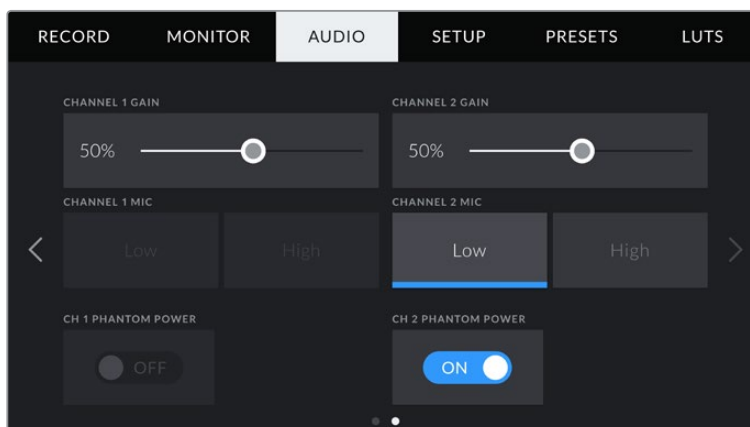 RECORD MONITOR AUDIO SETUP PRESETS LUTS
CHANNEL 1 GAIN CHANNEL 2 GAIN
50% 50%
CHANNEL 1 MIC CHANNEL 2 MIC
Low High Low High
CH 1 PHANTOM POWER CH 2 PHANTOM POWER
OFF ON